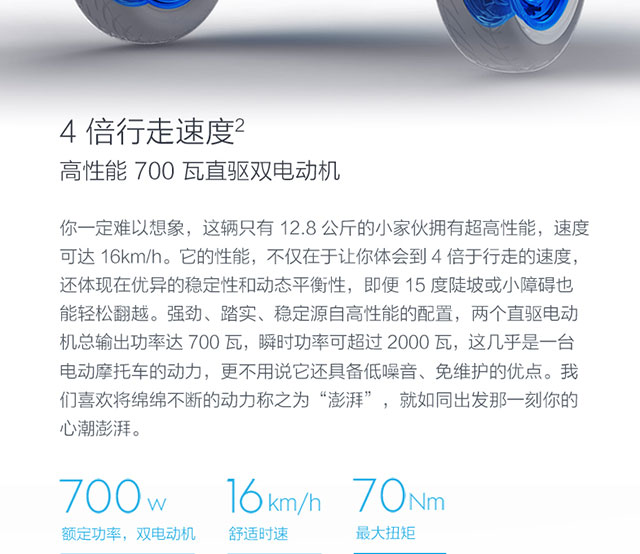 4 倍行走速度2
高性能 700 瓦直驱双电动机
你一定难以想象，这辆只有 12.8 公斤的小家伙拥有超高性能，速度
可达 16km/h。它的性能，不仅在于让你体会到 4 倍于行走的速度，
还体现在优异的稳定性和动态平衡性，即便 15 度陡坡或小障碍也
能轻松翻越。强劲、踏实、稳定源自高性能的配置，两个直驱电动
机总输出功率达 700 瓦，瞬时功率可超过 2000 瓦，这几乎是一台
电动摩托车的动力，更不用说它还具备低噪音、免维护的优点。我
们喜欢将绵绵不断的动力称之为“澎湃”，就如同出发那一刻你的
心潮澎湃。
700 W 16 km/h 70 Nm
额定功率，双电动机 舒适时速 最大扭矩